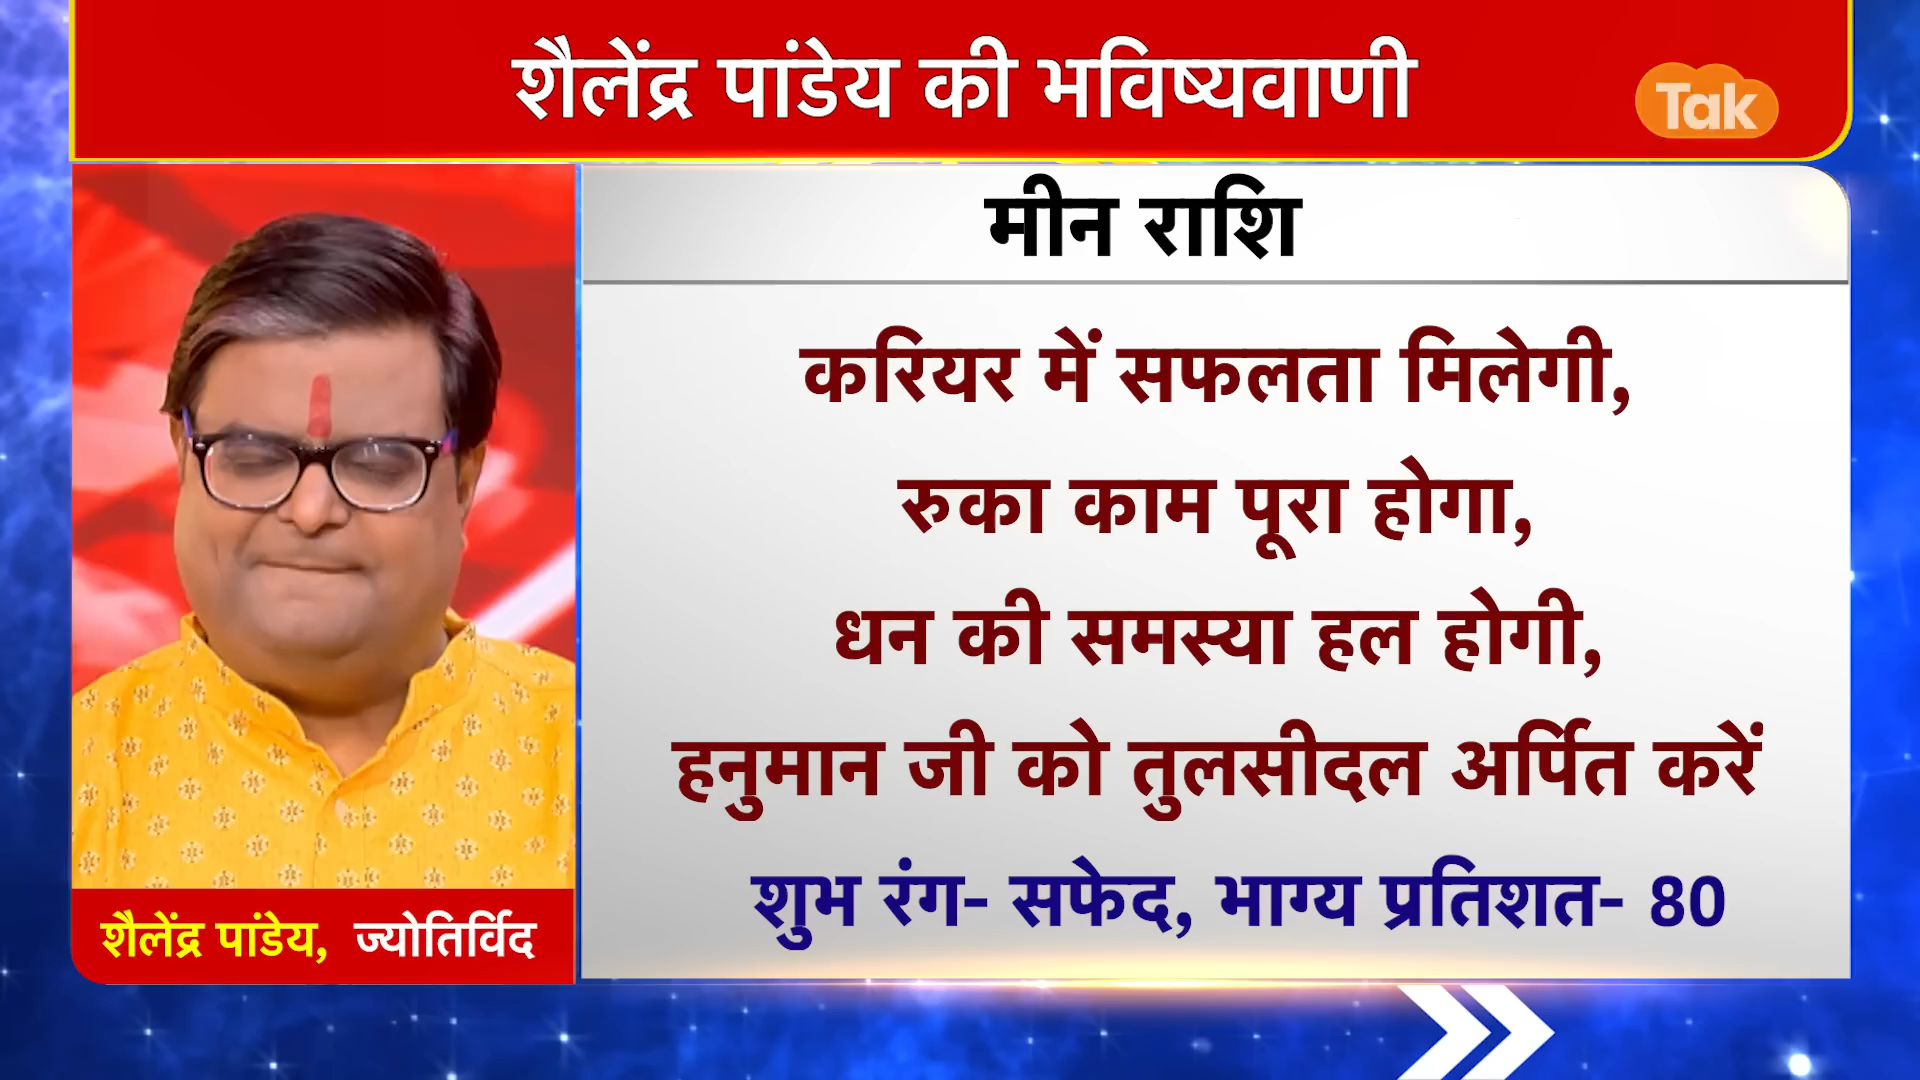 शैलेंद्र पांडेय की भविष्यवाणी
Tak
मीन राशि
करियर में सफलता मिलेगी,
रुका काम पूरा होगा,
धन की समस्या हल होगी,
हनुमान जी को तुलसीदल अर्पित करें
शुभ रंग- सफेद, भाग्य प्रतिशत- 80
शैलेंद्र पांडेय, ज्योतिर्विद